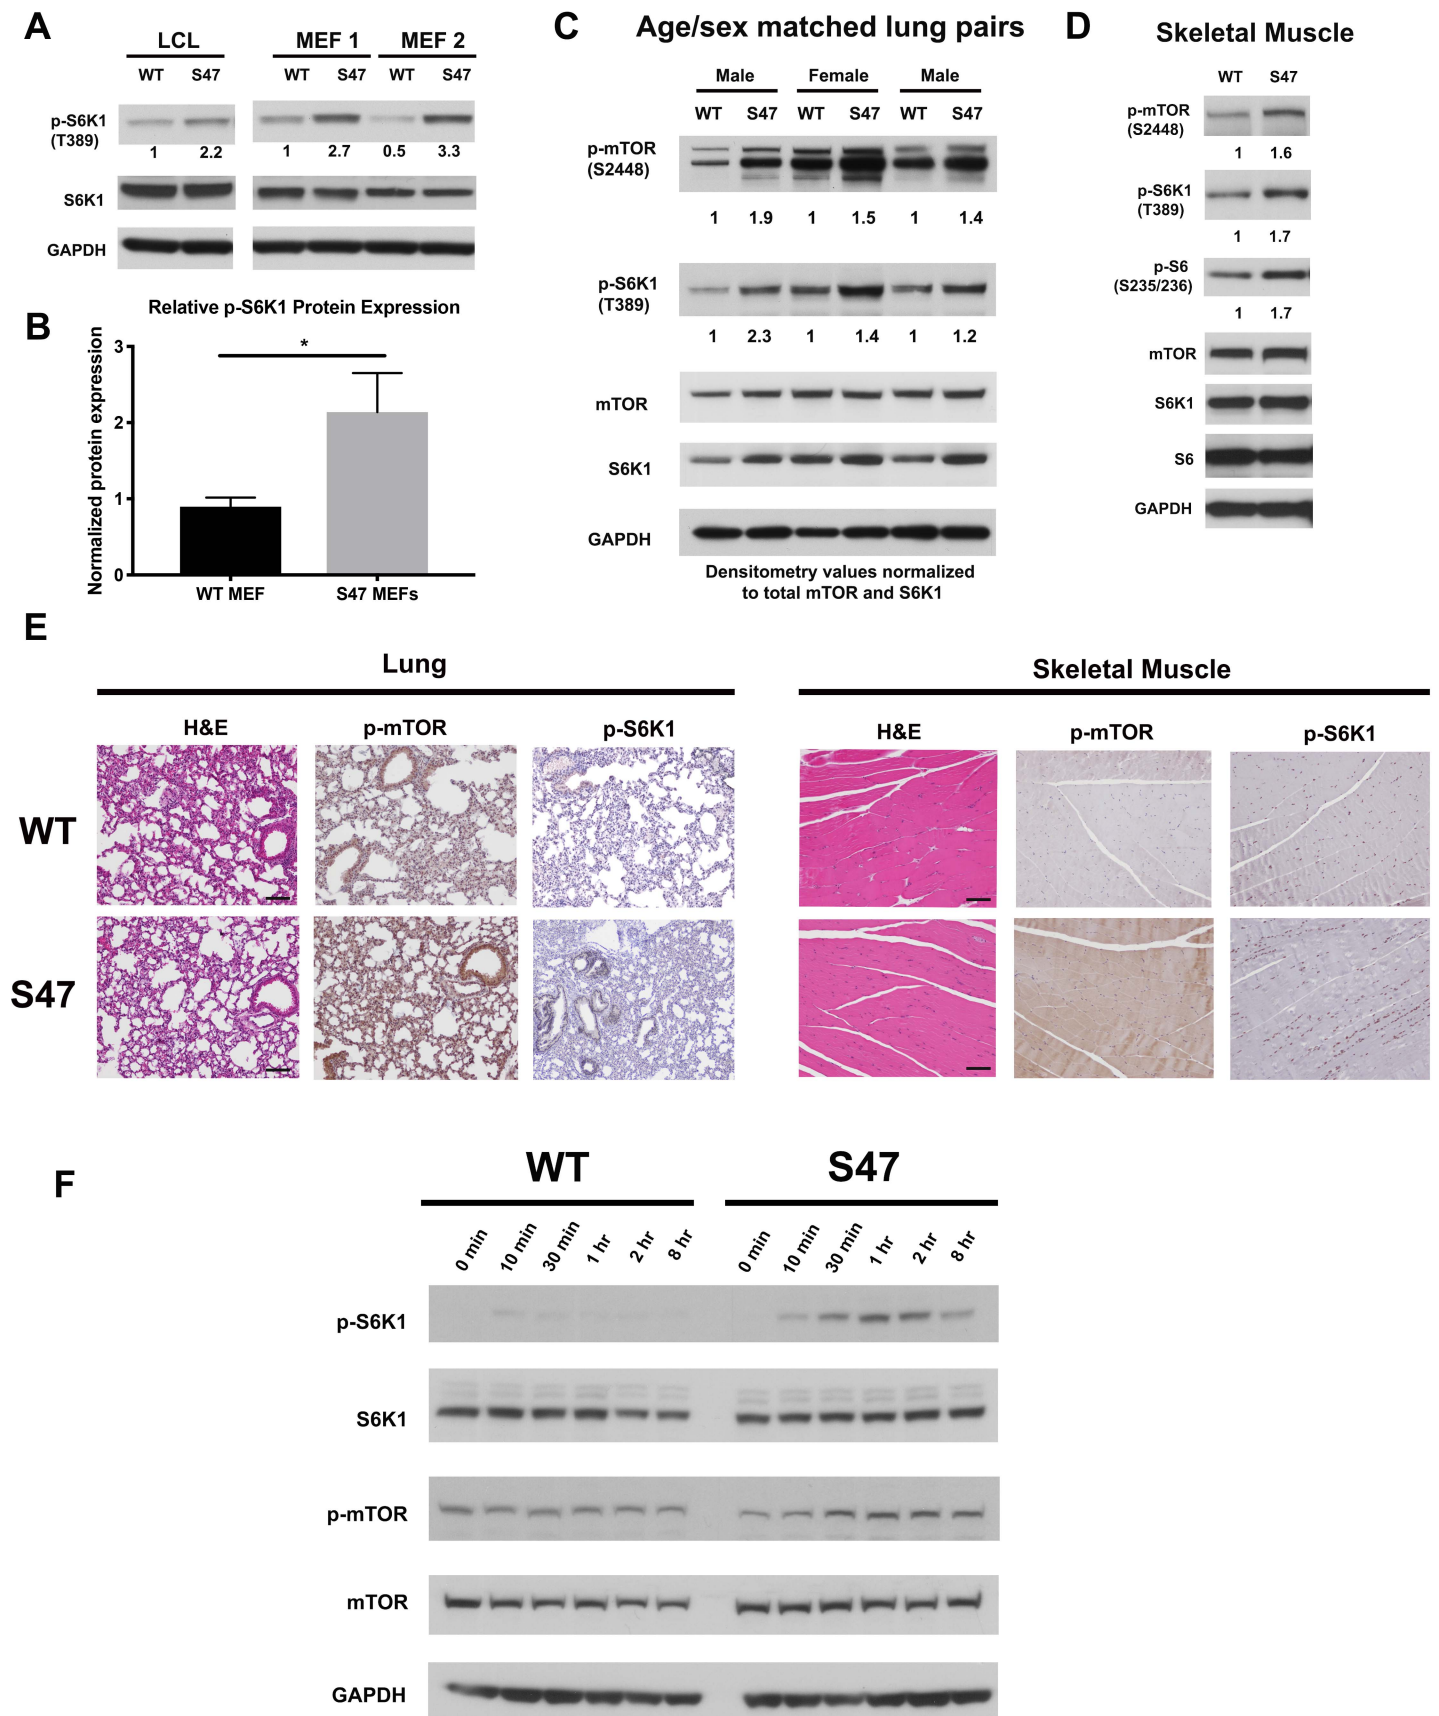 A
LCL
MEF 1
MEF 2
WT
S47
WT
S47
WT
S47
p-S6K1
(T389)
1
2.2
1
2.7
0.5
3.3
S6K1
GAPDH
B
Relative p-S6K1 Protein Expression
*
Normalized protein expression
3
2
1
0
WT MEF
S47 MEFs
C
Age/sex matched lung pairs
Male
Female
Male
WT
S47
WT
S47
WT
S47
p-mTOR
(S2448)
1
1.9
1
1.5
1
1.4
p-S6K1
(T389)
1
2.3
1
1.4
1
1.2
mTOR
S6K1
GAPDH
Densitometry values normalized
to total mTOR and S6K1
D
Skeletal Muscle
WT
S47
p-mTOR
(S2448)
1
1.6
p-S6K1
(T389)
1
1.7
p-S6
(S235/236)
1
1.7
mTOR
S6K1
S6
GAPDH
E
Lung
Skeletal Muscle
H&E
p-mTOR
p-S6K1
H&E
p-mTOR
p-S6K1
WT
S47
F
WT
S47
0 min
10 min
30 min
1 hr
2 hr
8 hr
0 min
10 min
30 min
1 hr
2 hr
8 hr
p-S6K1
S6K1
p-mTOR
mTOR
GAPDH